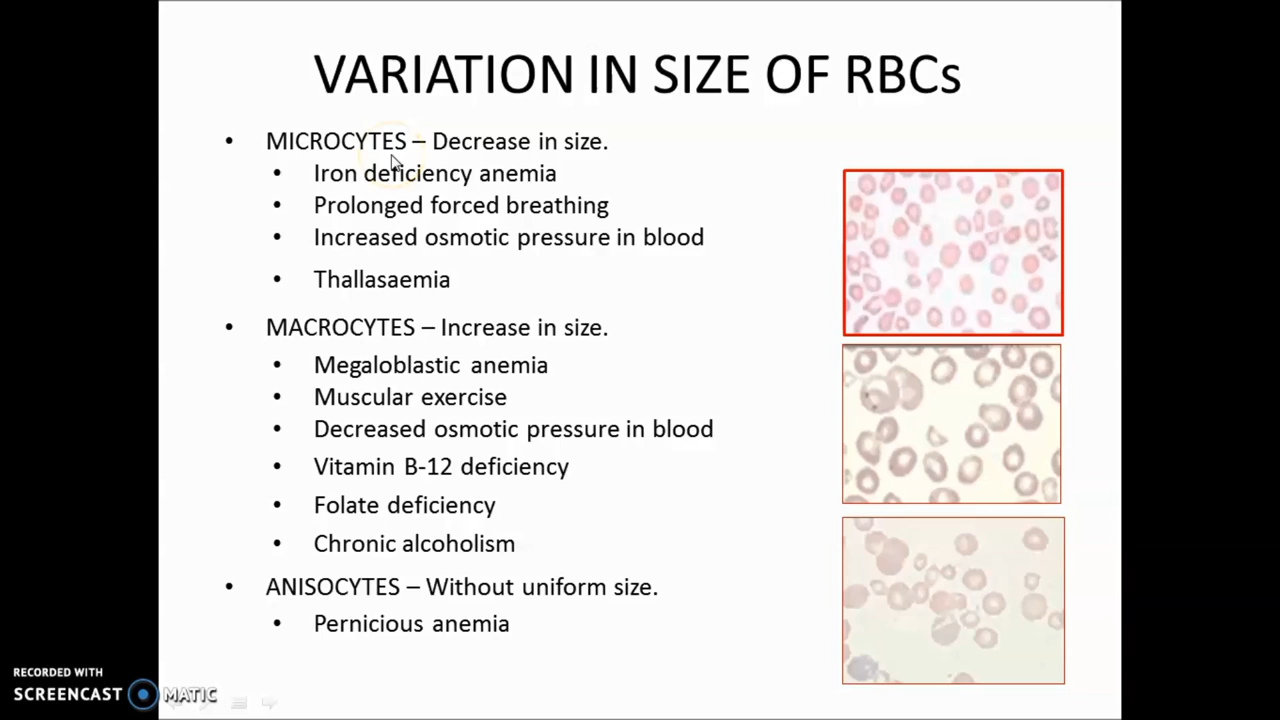 VARIATION IN SIZE OF RBCs
• MICROCYTES – Decrease in size.
• Iron deficiency anemia
• Prolonged forced breathing
• Increased osmotic pressure in blood
• Thallasaemia
• MACROCYTES – Increase in size.
• Megaloblastic anemia
• Muscular exercise
• Decreased osmotic pressure in blood
• Vitamin B-12 deficiency
• Folate deficiency
• Chronic alcoholism
• ANISOCYTES – Without uniform size.
• Pernicious anemia
RECORDED WITH
SCREENCAST MATIC